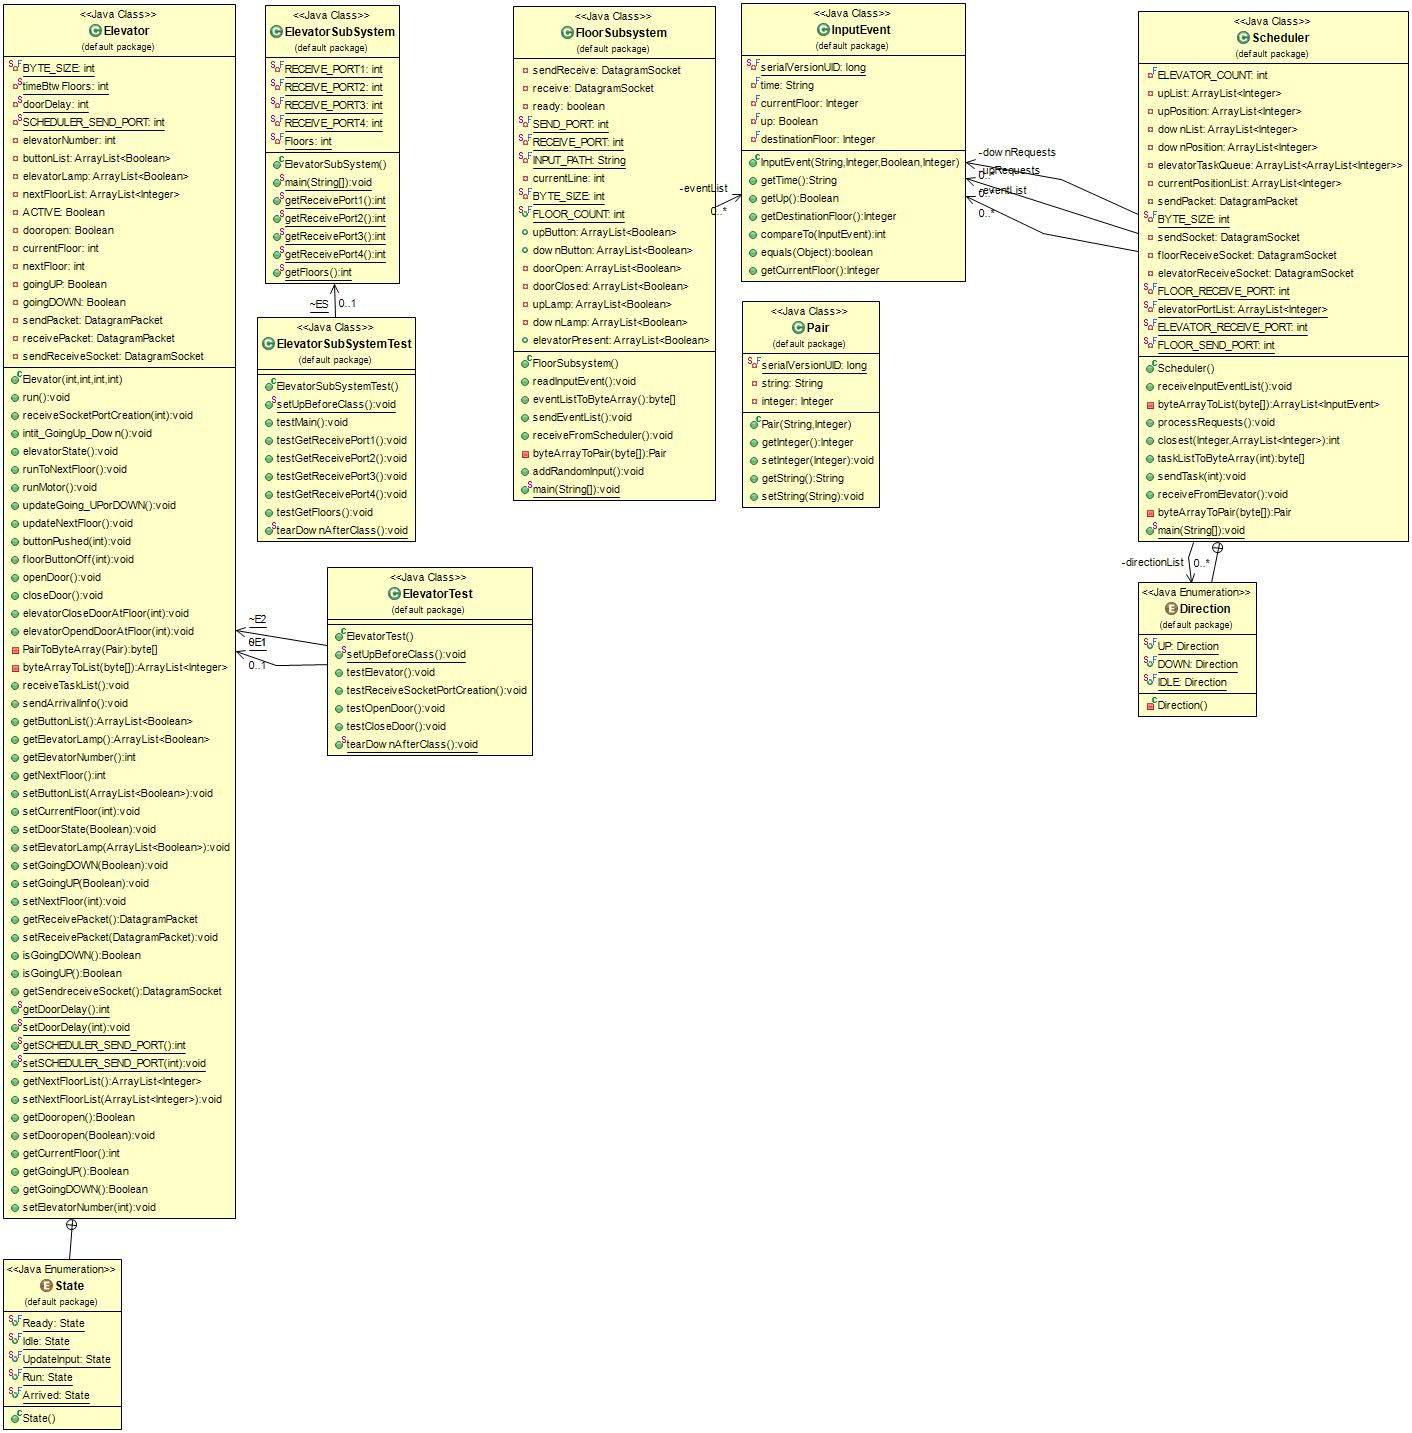 <<Java Class>>
Elevator
(default package)
BYTE_SIZE: int
timeBtwFloors: int
doorDelay: int
SCHEDULER_SEND_PORT: int
elevatorNumber: int
buttonList: ArrayList<Boolean>
elevatorLamp: ArrayList<Boolean>
nextFloorList: ArrayList<Integer>
ACTIVE: Boolean
dooropen: Boolean
currentFloor: int
nextFloor: int
goingUP: Boolean
goingDOWN: Boolean
sendPacket: DatagramPacket
receivePacket: DatagramPacket
sendReceiveSocket: DatagramSocket
Elevator(int,int,int,int)
run():void
receiveSocketPortCreation(int):void
intit_GoingUp_Down():void
elevatorState():void
runToNextFloor():void
runMotor():void
updateGoing_UPorDOWN():void
updateNextFloor():void
buttonPushed(int):void
floorButtonOff(int):void
openDoor():void
closeDoor():void
elevatorCloseDoorAtFloor(int):void
elevatorOpendDoorAtFloor(int):void
PairToByteArray(Pair):byte[]
byteArrayToList(byte[]):ArrayList<Integer>
receiveTaskList():void
sendArrivalInfo():void
getButtonList():ArrayList<Boolean>
getElevatorLamp():ArrayList<Boolean>
getElevatorNumber():int
getNextFloor():int
setButtonList(ArrayList<Boolean>):void
setCurrentFloor(int):void
setDoorState(Boolean):void
setElevatorLamp(ArrayList<Boolean>):void
setGoingDOWN(Boolean):void
setGoingUP(Boolean):void
setNextFloor(int):void
getReceivePacket():DatagramPacket
setReceivePacket(DatagramPacket):void
isGoingDOWN():Boolean
isGoingUP():Boolean
getSendreceiveSocket():DatagramSocket
getDoorDelay():int
setDoorDelay(int):void
getSCHEDULER_SEND_PORT():int
setSCHEDULER_SEND_PORT(int):void
getNextFloorList():ArrayList<Integer>
setNextFloorList(ArrayList<Integer>):void
getDooropen():Boolean
setDooropen(Boolean):void
getCurrentFloor():int
getGoingUP():Boolean
getGoingDOWN():Boolean
setElevatorNumber(int):void
<<Java Enumeration>>
State
(default package)
Ready: State
Idle: State
UpdateInput: State
Run: State
Arrived: State
State()
<<Java Class>>
ElevatorSubSystem
(default package)
RECEIVE_PORT1: int
RECEIVE_PORT2: int
RECEIVE_PORT3: int
RECEIVE_PORT4: int
Floors: int
ElevatorSubSystem()
main(String[]):void
getReceivePort1():int
getReceivePort2():int
getReceivePort3():int
getReceivePort4():int
getFloors():int
~ES 0..1
<<Java Class>>
ElevatorSubSystemTest
(default package)
ElevatorSubSystemTest()
setUpBeforeClass():void
testMain():void
testGetReceivePort1():void
testGetReceivePort2():void
testGetReceivePort3():void
testGetReceivePort4():void
testGetFloors():void
tearDownAfterClass():void
<<Java Class>>
ElevatorTest
(default package)
ElevatorTest()
setUpBeforeClass():void
testElevator():void
testReceiveSocketPortCreation():void
testOpenDoor():void
testCloseDoor():void
tearDownAfterClass():void
~E2
~E1
0..1
<<Java Class>>
FloorSubsystem
(default package)
sendReceive: DatagramSocket
receive: DatagramSocket
ready: boolean
SEND_PORT: int
RECEIVE_PORT: int
INPUT_PATH: String
currentLine: int
BYTE_SIZE: int
FLOOR_COUNT: int
upButton: ArrayList<Boolean>
downButton: ArrayList<Boolean>
doorOpen: ArrayList<Boolean>
doorClosed: ArrayList<Boolean>
upLamp: ArrayList<Boolean>
downLamp: ArrayList<Boolean>
elevatorPresent: ArrayList<Boolean>
FloorSubsystem()
readInputEvent():void
eventListToByteArray():byte[]
sendEventList():void
receiveFromScheduler():void
byteArrayToPair(byte[]):Pair
addRandomInput():void
main(String[]):void
-eventList
0..*
<<Java Class>>
InputEvent
(default package)
serialVersionUID: long
time: String
currentFloor: Integer
up: Boolean
destinationFloor: Integer
InputEvent(String,Integer,Boolean,Integer)
getTime():String
getUp():Boolean
getDestinationFloor():Integer
compareTo(InputEvent):int
equals(Object):boolean
getCurrentFloor():Integer
<<Java Class>>
Pair
(default package)
serialVersionUID: long
string: String
integer: Integer
Pair(String,Integer)
getInteger():Integer
setInteger(Integer):void
getString():String
setString(String):void
-downRequests
-upRequests
-eventList
0..*
<<Java Class>>
Scheduler
(default package)
ELEVATOR_COUNT: int
upList: ArrayList<Integer>
upPosition: ArrayList<Integer>
downList: ArrayList<Integer>
downPosition: ArrayList<Integer>
elevatorTaskQueue: ArrayList<ArrayList<Integer>>
currentPositionList: ArrayList<Integer>
sendPacket: DatagramPacket
BYTE_SIZE: int
sendSocket: DatagramSocket
floorReceiveSocket: DatagramSocket
elevatorReceiveSocket: DatagramSocket
FLOOR_RECEIVE_PORT: int
elevatorPortList: ArrayList<Integer>
ELEVATOR_RECEIVE_PORT: int
FLOOR_SEND_PORT: int
Scheduler()
receiveInputEventList():void
byteArrayToList(byte[]):ArrayList<InputEvent>
processRequests():void
closest(Integer,ArrayList<Integer>):int
taskListToByteArray(int):byte[]
sendTask(int):void
receiveFromElevator():void
byteArrayToPair(byte[]):Pair
main(String[]):void
-directionList 0..*
<<Java Enumeration>>
Direction
(default package)
UP: Direction
DOWN: Direction
IDLE: Direction
Direction()